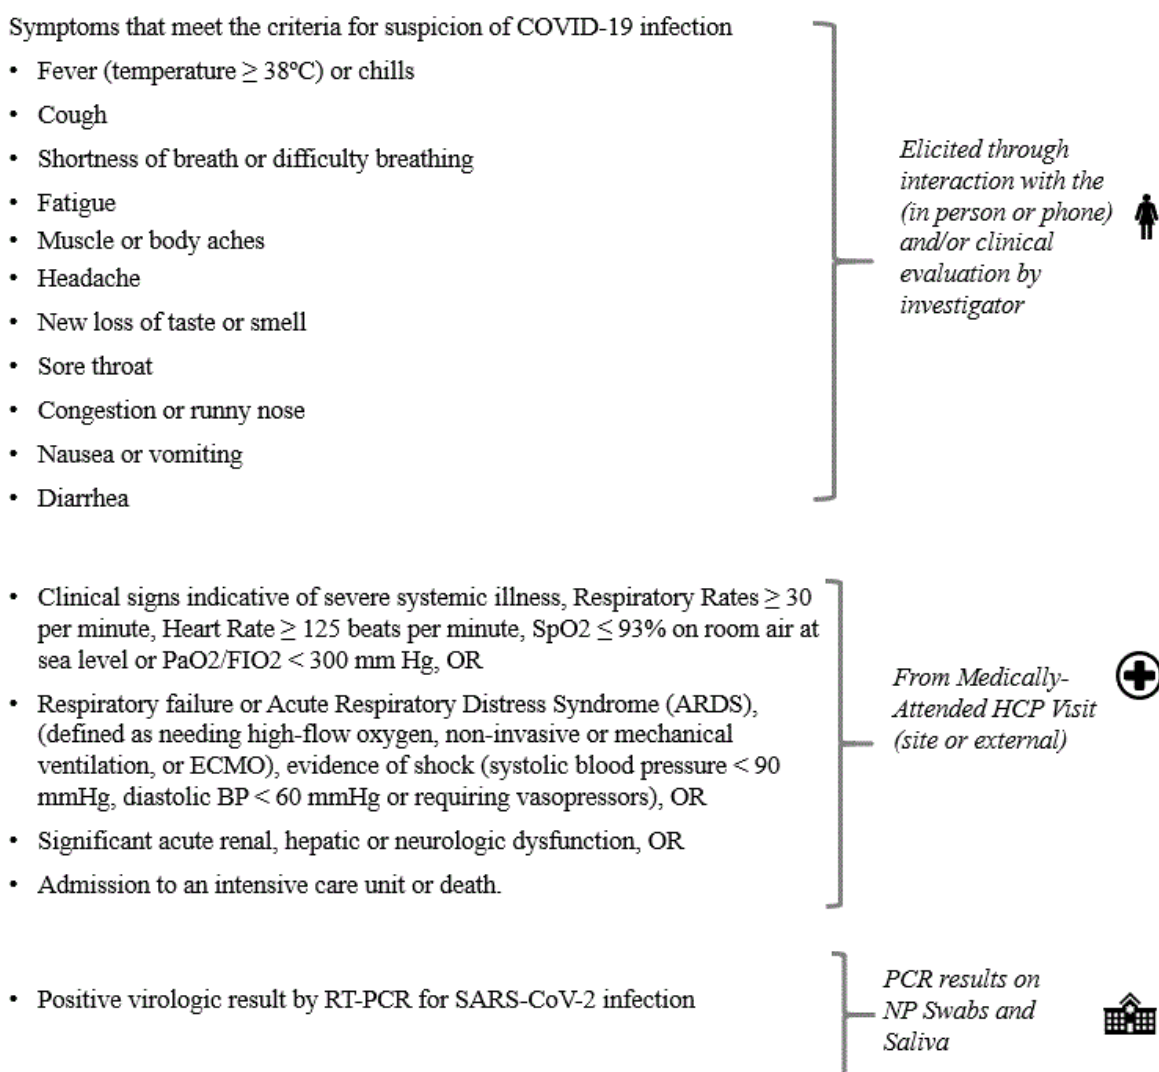 Symptoms that meet the criteria for suspicion of COVID-19 infection
• Fever (temperature ≥ 38ºC) or chills
• Cough
• Shortness of breath or difficulty breathing
• Fatigue
• Muscle or body aches
• Headache
• New loss of taste or smell
• Sore throat
• Congestion or runny nose
• Nausea or vomiting
• Diarrhea
Elicited through
interaction with the
(in person or phone)
and/or clinical
evaluation by
investigator
• Clinical signs indicative of severe systemic illness, Respiratory Rates ≥ 30
per minute, Heart Rate ≥ 125 beats per minute, SpO2 ≤ 93% on room air at
sea level or PaO2/FIO2 < 300 mm Hg, OR
• Respiratory failure or Acute Respiratory Distress Syndrome (ARDS),
(defined as needing high-flow oxygen, non-invasive or mechanical
ventilation, or ECMO), evidence of shock (systolic blood pressure < 90
mmHg, diastolic BP < 60 mmHg or requiring vasopressors), OR
• Significant acute renal, hepatic or neurologic dysfunction, OR
• Admission to an intensive care unit or death.
From Medically-
Attended HCP Visit
(site or external)
• Positive virologic result by RT-PCR for SARS-CoV-2 infection
PCR results on
NP Swabs and
Saliva